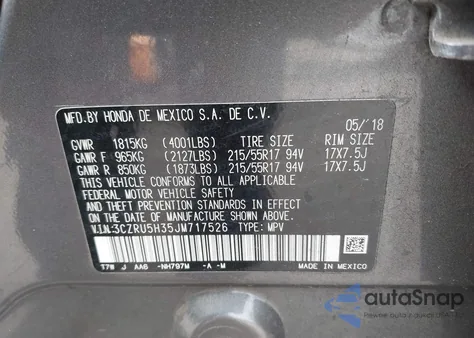 MFD.BY HONDA DE MEXICO S.A. DE C.V.
05/'18
GVWR 1815KG (4001LBS) TIRE SIZE RIM SIZE
GAWR F 965KG (2127LBS) 215/55R17 94V 17X7.5J
GAWR R 850KG (1873LBS) 215/55R17 94V 17X7.5J
THIS VEHICLE CONFORMS TO ALL APPLICABLE
FEDERAL MOTOR VEHICLE SAFETY AND THEFT
PREVENTION STANDARDS IN EFFECT ON THE DATE
OF MANUFACTURE SHOWN ABOVE.
V.I.N:3CZRU5H35JM717526 TYPE: MPV
T7W J AA6 -NH797M -A -M MADE IN MEXICO
autoSnap